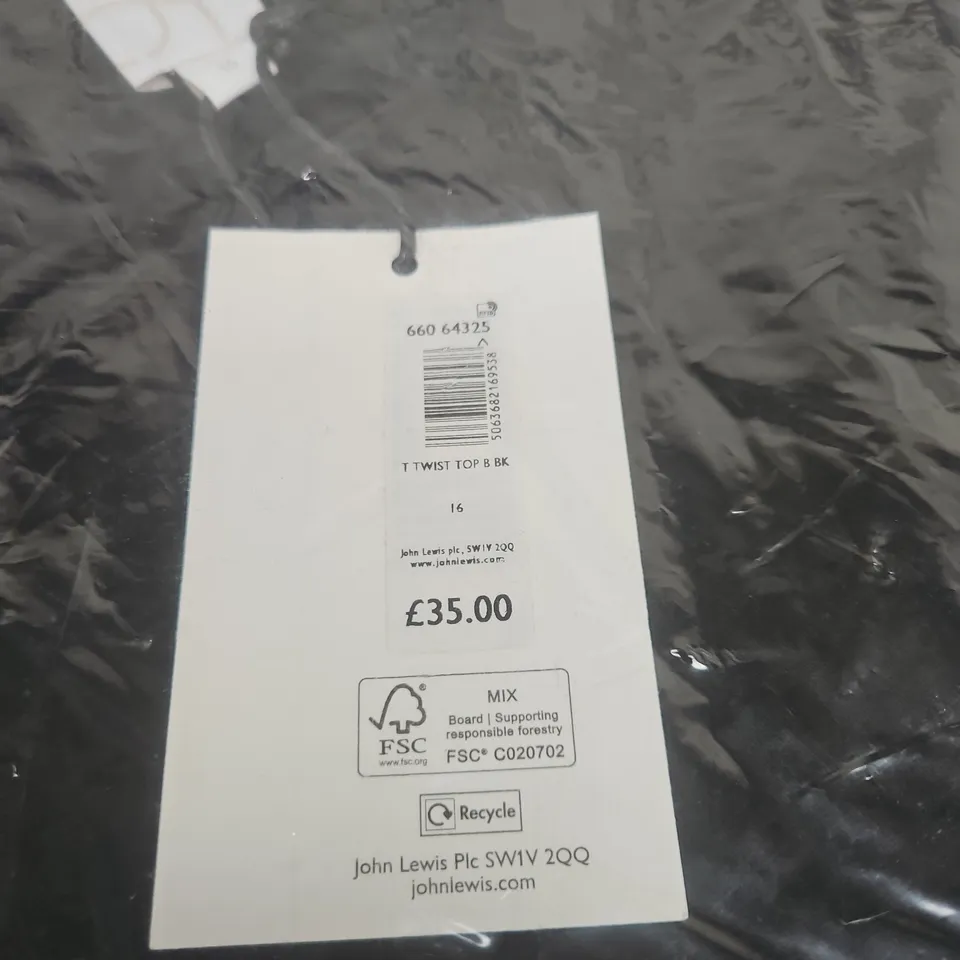 660 64325
5063682169538 >
T TWIST TOP B BK
16
John Lewis plc, SW1V 2QQ
www.johnlewis.com
£35.00
FSC®
www.fsc.org
MIX
Board | Supporting
responsible forestry
FSC® C020702
Recycle
John Lewis Plc SW1V 2QQ
johnlewis.com